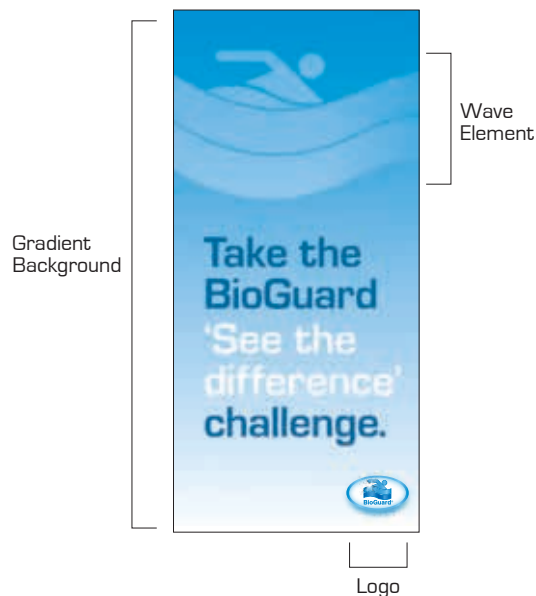 Wave
Element
Gradient
Background
Take the
BioGuard
‘See the
difference’
challenge.
BioGuard
Logo